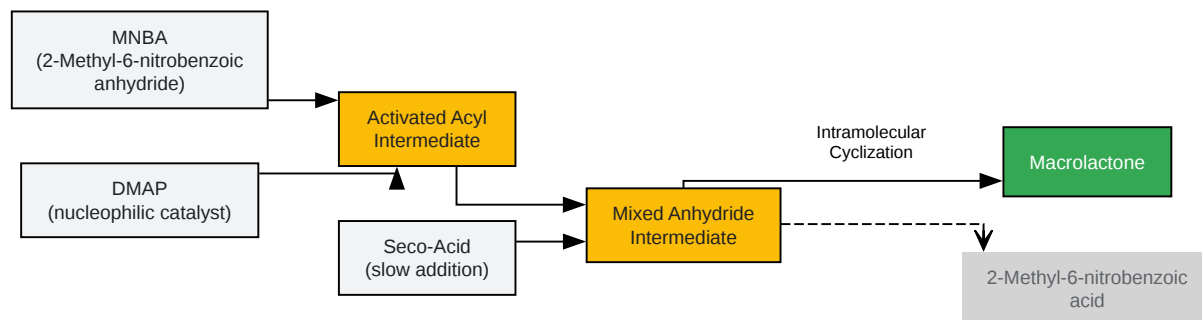 MNBA
(2-Methyl-6-nitrobenzoic
anhydride)
DMAP
(nucleophilic catalyst)
Activated Acyl
Intermediate
Seco-Acid
(slow addition)
Mixed Anhydride
Intermediate
Intramolecular
Cyclization
Macrolactone
2-Methyl-6-nitrobenzoic
acid